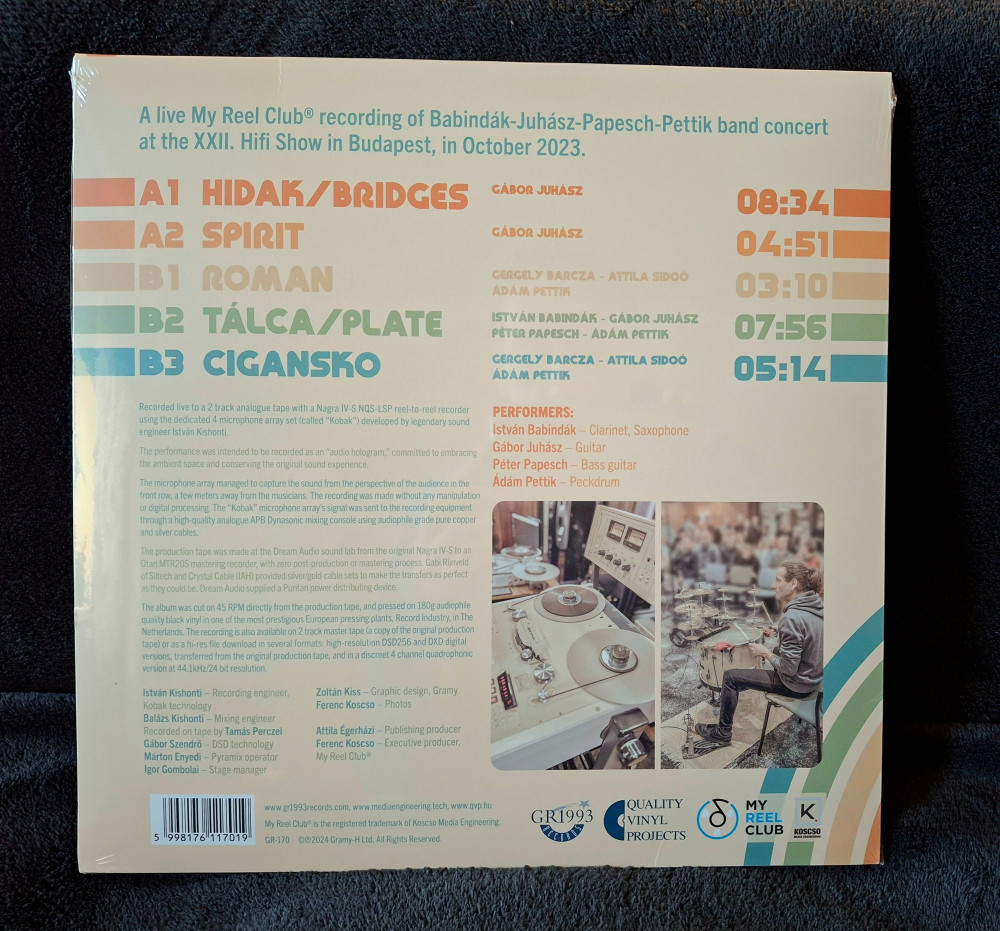 A live My Reel Club® recording of Babindák-Juhász-Papesch-Pettik band concert
at the XXII. Hifi Show in Budapest, in October 2023.
A1 HIDAK/BRIDGES GÁBOR JUHÁSZ 08:34
A2 SPIRIT GÁBOR JUHÁSZ 04:51
B1 ROMAN GERGELY BARCZA - ATTILA SIDOÓ
ÁDÁM PETTIK 03:10
B2 TÁLCA/PLATE ISTVÁN BABINDÁK - GÁBOR JUHÁSZ
PÉTER PAPESCH - ÁDÁM PETTIK 07:56
B3 CIGANSKO GERGELY BARCZA - ATTILA SIDOÓ
ÁDÁM PETTIK 05:14
Recorded live to a 2 track analogue tape with a Nagra IV-S NQS-LSP reel-to-reel recorder
using the dedicated 4 microphone array set (called “Kobak”) developed by legendary sound
engineer István Kishonti.
The performance was intended to be recorded as an “audio hologram,” committed to embracing
the ambient space and conserving the original sound experience.
The microphone array managed to capture the sound from the perspective of the audience in the
front row, a few meters away from the musicians. The recording was made without any manipulation
or digital processing. The “Kobak” microphone array's signal was sent to the recording equipment
through a high-quality analogue APB Dynasonic mixing console using audiophile grade pure copper
and silver cables.
The production tape was made at the Dream Audio sound lab from the original Nagra IV-S to an
Otari MTR20S mastering recorder, with zero post-production or mastering process. Gabi Rijnveld
of Siltech and Crystal Cable (IAH) provided silver/gold cable sets to make the transfers as perfect
as they could be. Dream Audio supplied a Puritan power distributing device.
The album was cut on 45 RPM directly from the production tape, and pressed on 180g audiophile
quality black vinyl in one of the most prestigious European pressing plants, Record Industry, in The
Netherlands. The recording is also available on 2 track master tape (a copy of the original production
tape) or as a hi-res file download in several formats: high-resolution DSD256 and DXD digital
versions, transferred from the original production tape, and in a discreet 4 channel quadrophonic
version at 44.1kHz/24 bit resolution.
PERFORMERS:
István Babindák – Clarinet, Saxophone
Gábor Juhász – Guitar
Péter Papesch – Bass guitar
Ádám Pettik – Peckdrum
István Kishonti – Recording engineer,
Kobak technology
Balázs Kishonti – Mixing engineer
Recorded on tape by Tamás Perczel
Gábor Szendrő – DSD technology
Márton Enyedi – Pyramix operator
Igor Gombolai – Stage manager
Zoltán Kiss – Graphic design, Gramy
Ferenc Koscso – Photos
Attila Égerházi – Publishing producer
Ferenc Koscso – Executive producer,
My Reel Club®
5 998176 117019
www.gr1993records.com, www.mediaengineering.tech, www.qvp.hu
My Reel Club® is the registered trademark of Koscso Media Engineering.
GR-170 ©℗2024 Gramy-H Ltd. All Rights Reserved.
GR1993
RECORDS
QUALITY
VINYL
PROJECTS
MY
REEL
CLUB
K.
KOSCSO
MEDIA ENGINEERING